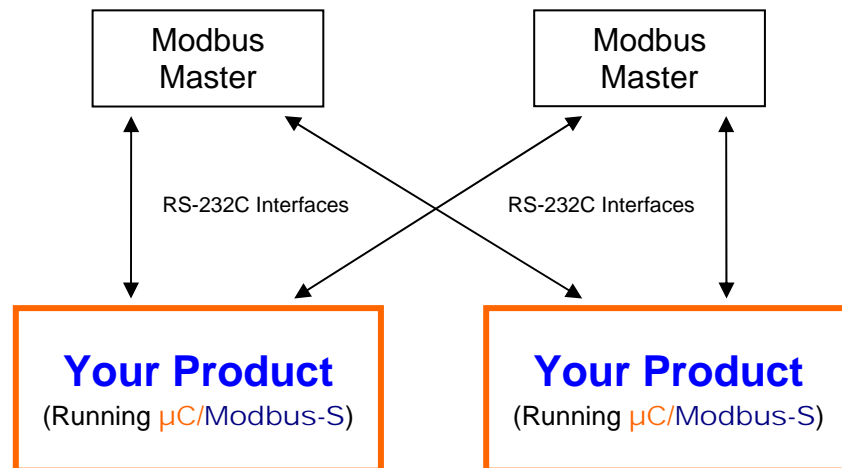 Modbus
Master
Modbus
Master
RS-232C Interfaces
RS-232C Interfaces
Your Product
(Running µC/Modbus-S)
Your Product
(Running µC/Modbus-S)